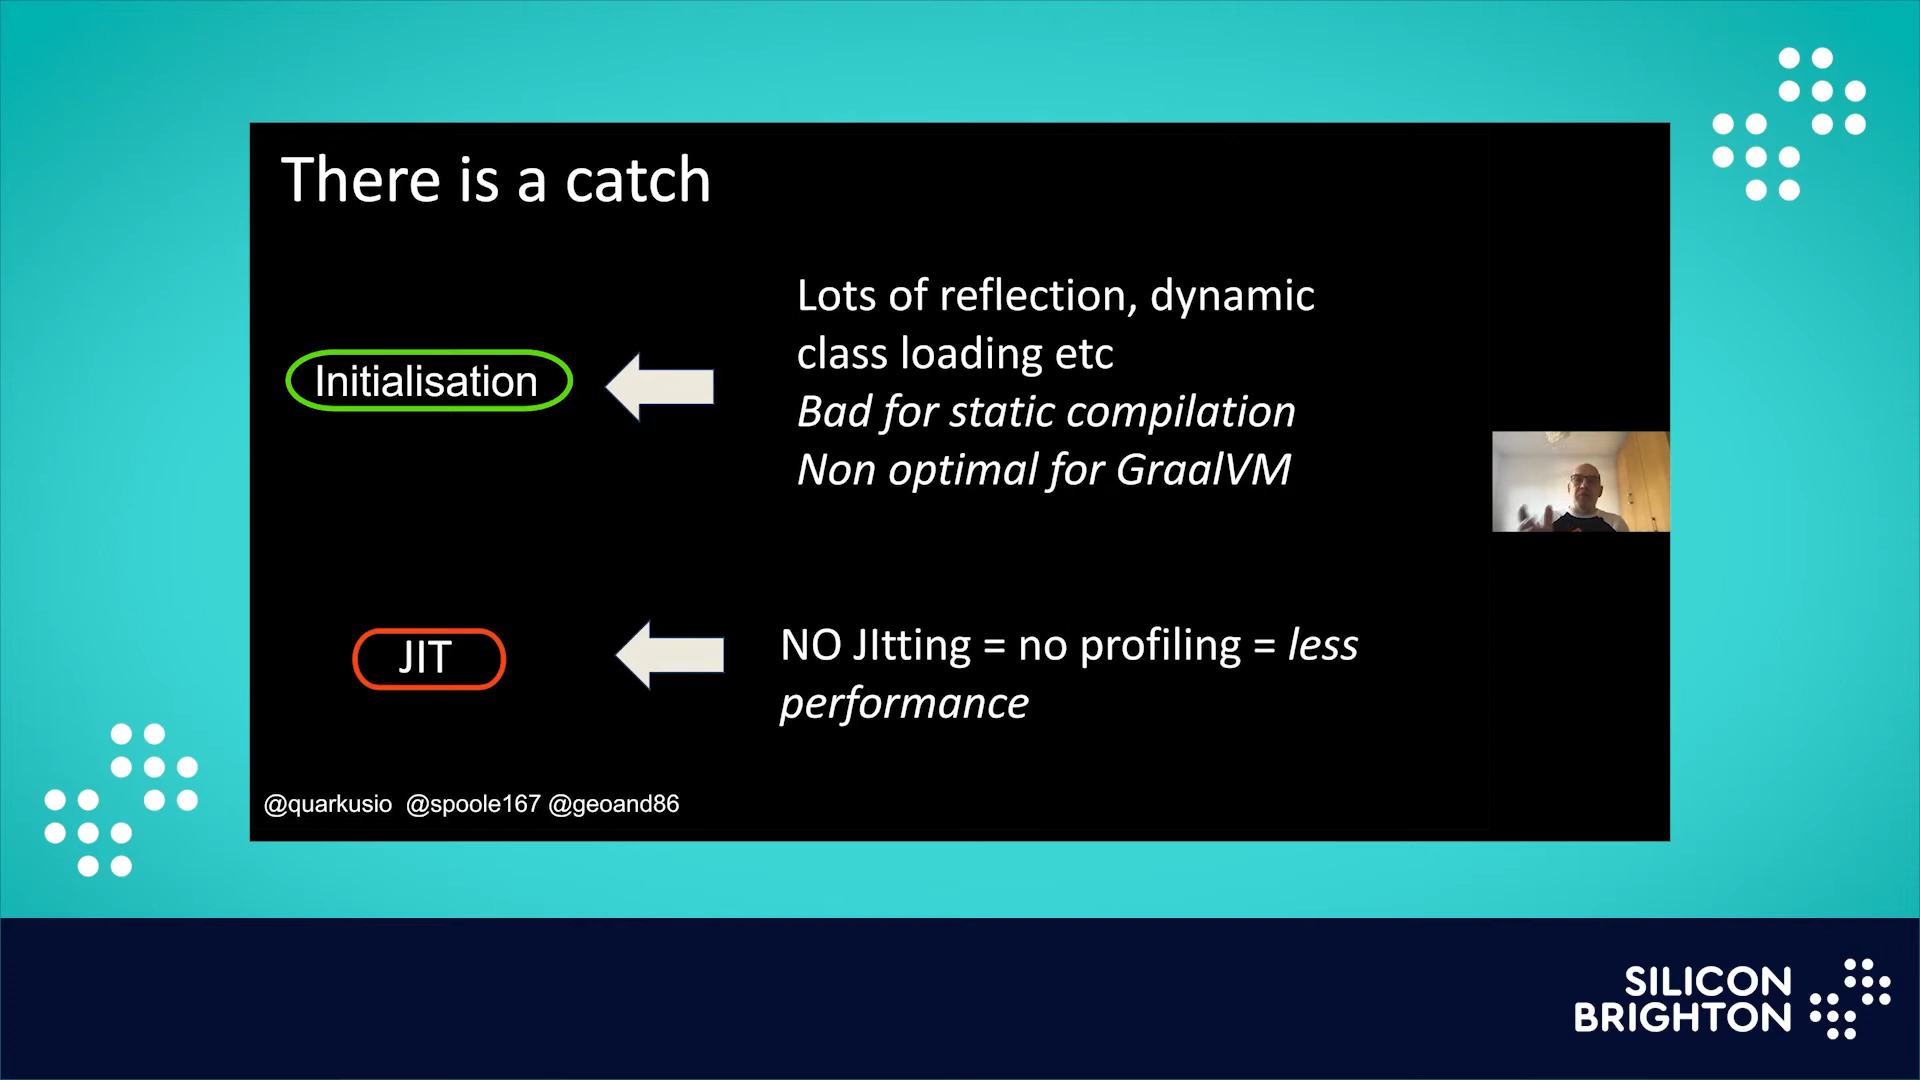 There is a catch
Initialisation
Lots of reflection, dynamic
class loading etc
Bad for static compilation
Non optimal for GraalVM
JIT
NO JItting = no profiling = less
performance
@quarkusio @spoole167 @geoand86
SILICON
BRIGHTON